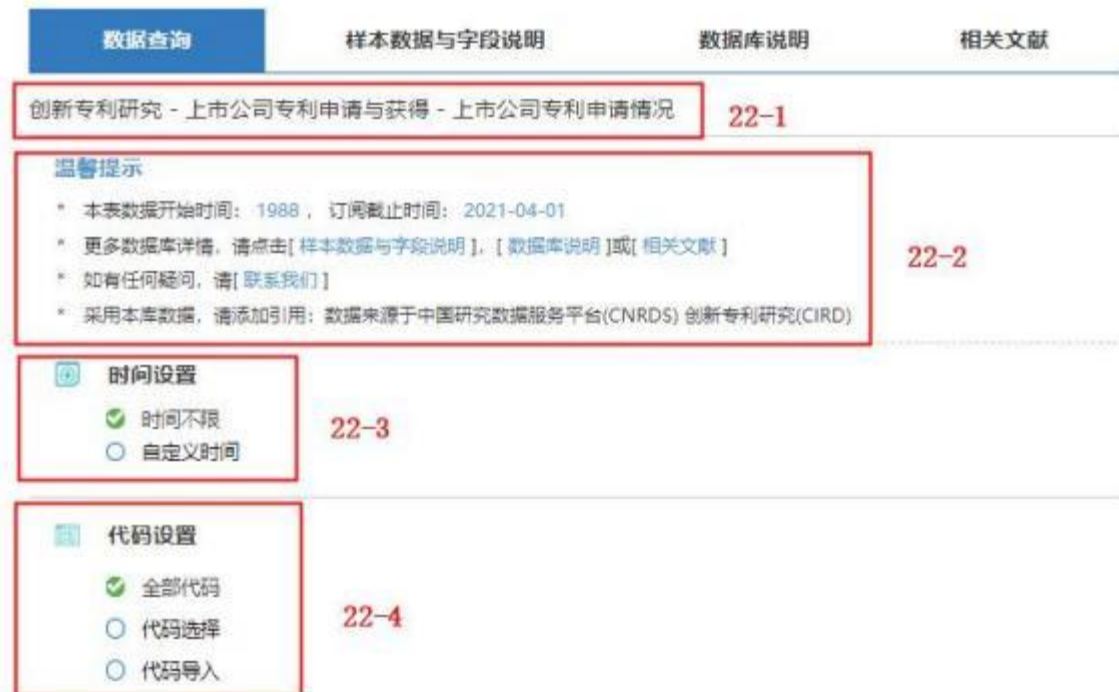 数据查询 样本数据与字段说明 数据库说明 相关文献
创新专利研究 - 上市公司专利申请与获得 - 上市公司专利申请情况 22-1
温馨提示
* 本表数据开始时间： 1988 ， 订阅截止时间： 2021-04-01
* 更多数据库详情，请点击[ 样本数据与字段说明 ]，[ 数据库说明 ]或[ 相关文献 ]
22-2
* 如有任何疑问，请[ 联系我们 ]
* 采用本库数据，请添加引用：数据来源于中国研究数据服务平台(CNRDS) 创新专利研究(CIRD)
时间设置
时间不限
22-3
自定义时间
代码设置
全部代码
代码选择
22-4
代码导入